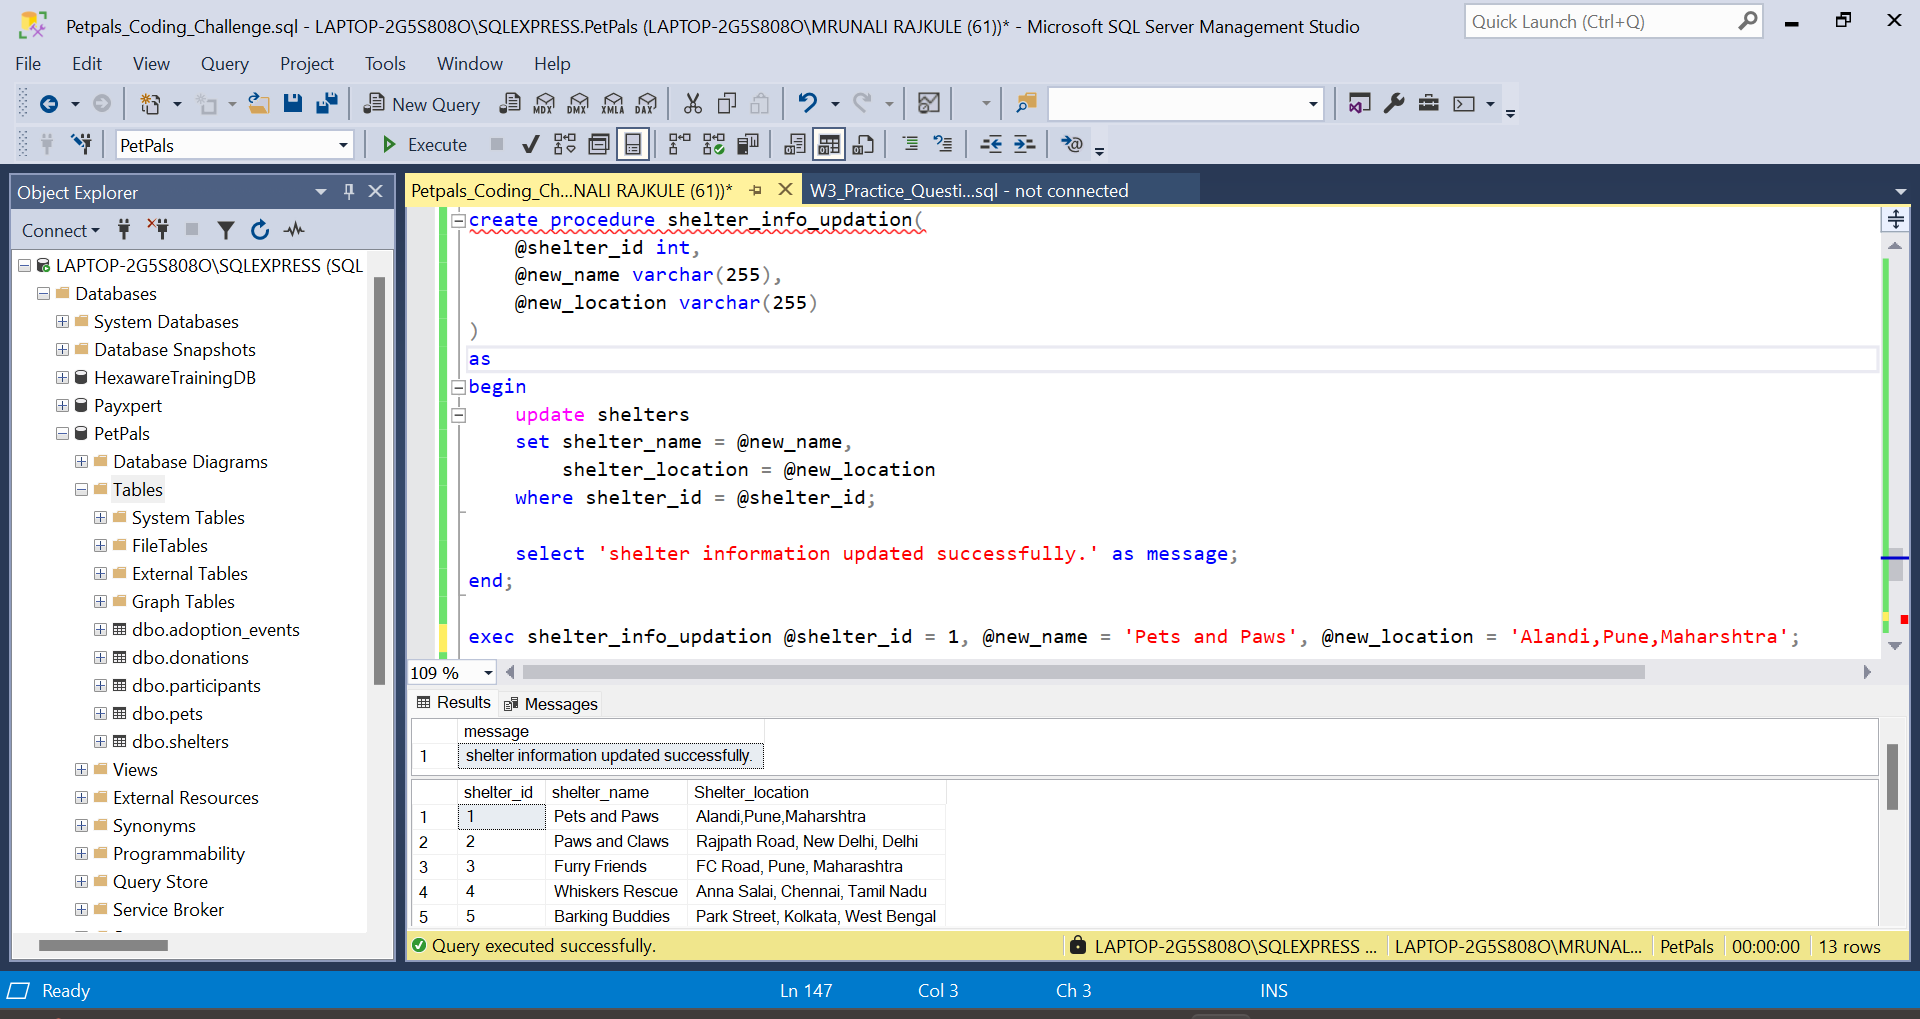 Petpals_Coding_Challenge.sql - LAPTOP-2G5S808O\SQLEXPRESS.PetPals (LAPTOP-2G5S808O\MRUNALI RAJKULE (61))* - Microsoft SQL Server Management Studio
Quick Launch (Ctrl+Q)
File Edit View Query Project Tools Window Help
New Query
MDX DMX XMLA DAX
PetPals
Execute
Object Explorer
Petpals_Coding_Ch...NALI RAJKULE (61))*
W3_Practice_Questi...sql - not connected
Connect
LAPTOP-2G5S808O\SQLEXPRESS (SQL
Databases
System Databases
Database Snapshots
HexawareTrainingDB
Payxpert
PetPals
Database Diagrams
Tables
System Tables
FileTables
External Tables
Graph Tables
dbo.adoption_events
dbo.donations
dbo.participants
dbo.pets
dbo.shelters
Views
External Resources
Synonyms
Programmability
Query Store
Service Broker
create procedure shelter_info_updation(
@shelter_id int,
@new_name varchar(255),
@new_location varchar(255)
)
as
begin
update shelters
set shelter_name = @new_name,
shelter_location = @new_location
where shelter_id = @shelter_id;
select 'shelter information updated successfully.' as message;
end;
exec shelter_info_updation @shelter_id = 1, @new_name = 'Pets and Paws', @new_location = 'Alandi,Pune,Maharshtra';
109 %
Results Messages
message
1 shelter information updated successfully.
shelter_id shelter_name Shelter_location
1 1 Pets and Paws Alandi,Pune,Maharshtra
2 2 Paws and Claws Rajpath Road, New Delhi, Delhi
3 3 Furry Friends FC Road, Pune, Maharashtra
4 4 Whiskers Rescue Anna Salai, Chennai, Tamil Nadu
5 5 Barking Buddies Park Street, Kolkata, West Bengal
Query executed successfully.
LAPTOP-2G5S808O\SQLEXPRESS ... LAPTOP-2G5S808O\MRUNAL... PetPals 00:00:00 13 rows
Ready
Ln 147 Col 3 Ch 3 INS